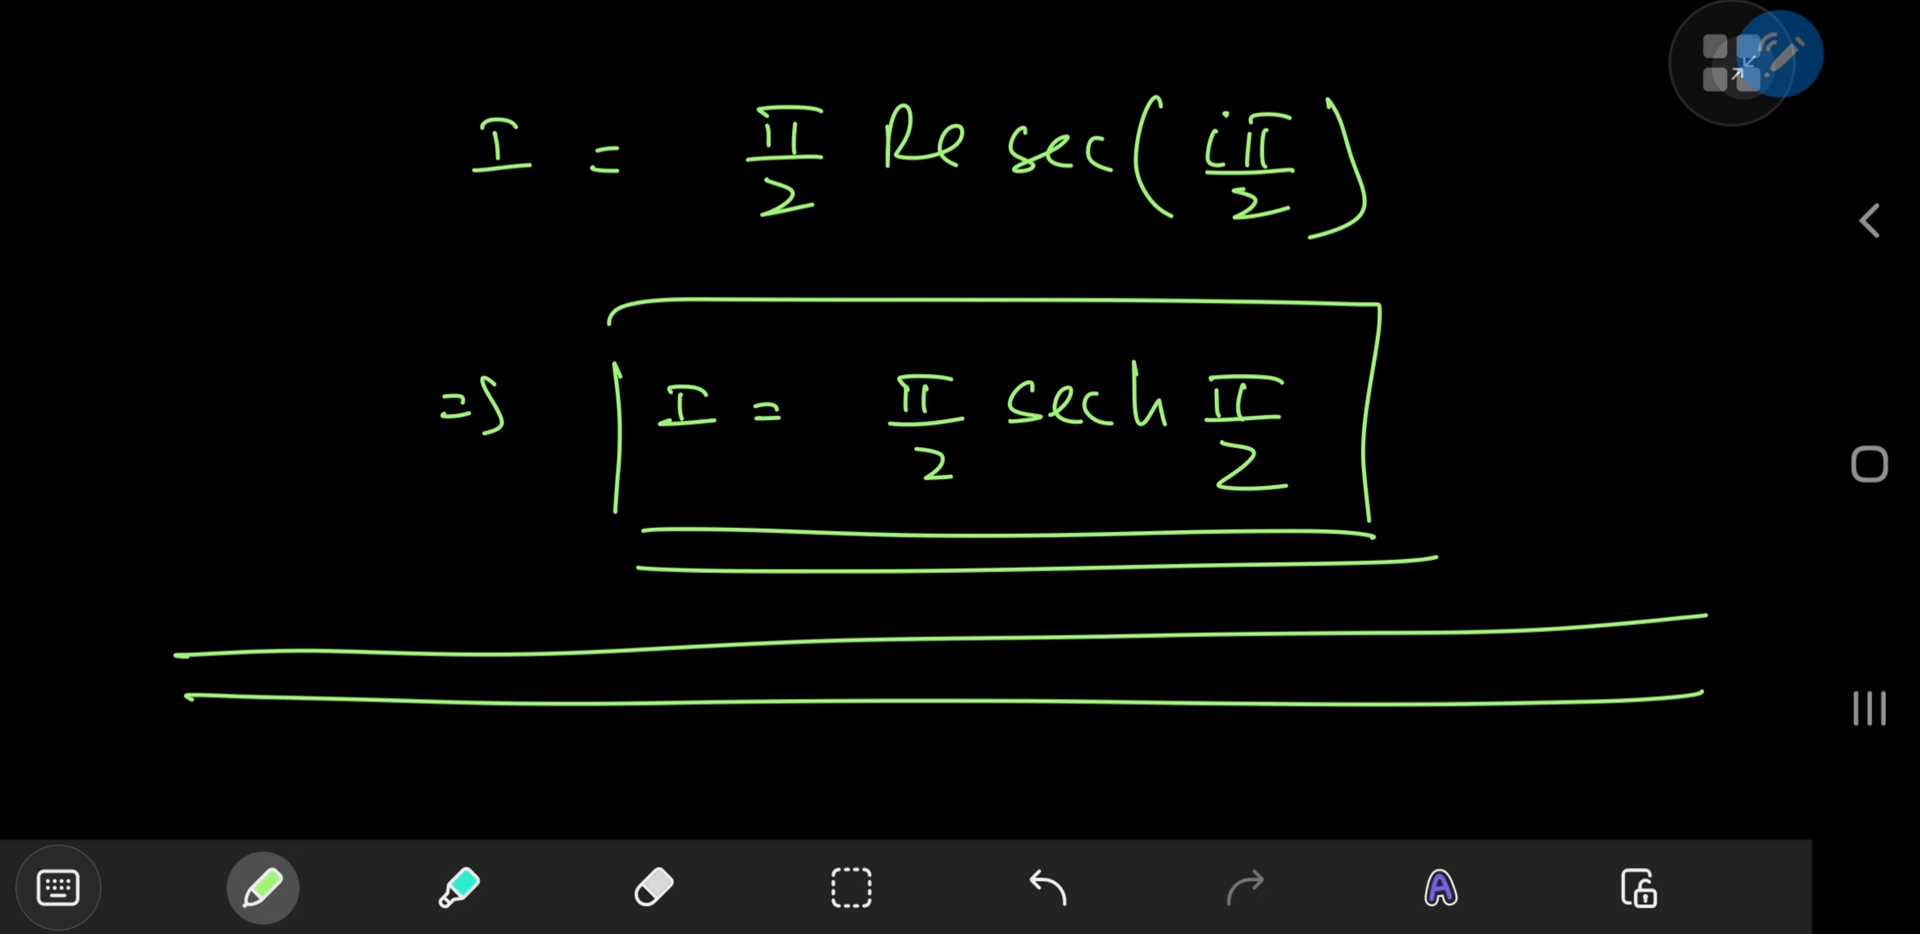 I = π/2 Re sec(iπ/2)
=> I = π/2 sech π/2
A